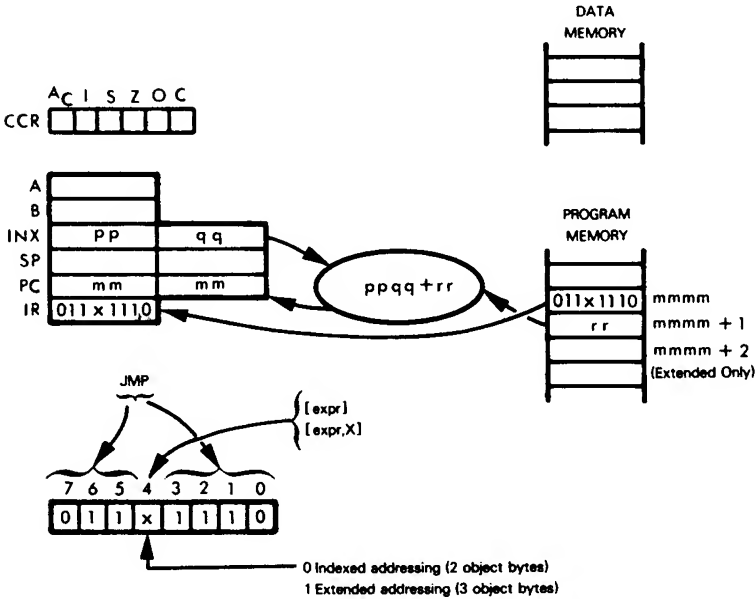 DATA
MEMORY
AC I S Z O C
CCR
A
B
INX pp qq
SP
PC mm mm
IR 011x1110
ppqq+rr
PROGRAM
MEMORY
011x1110 mmmm
rr mmmm + 1
mmmm + 2
(Extended Only)
JMP
[expr]
[expr,X]
7 6 5 4 3 2 1 0
0 1 1 x 1 1 1 0
0 Indexed addressing (2 object bytes)
1 Extended addressing (3 object bytes)